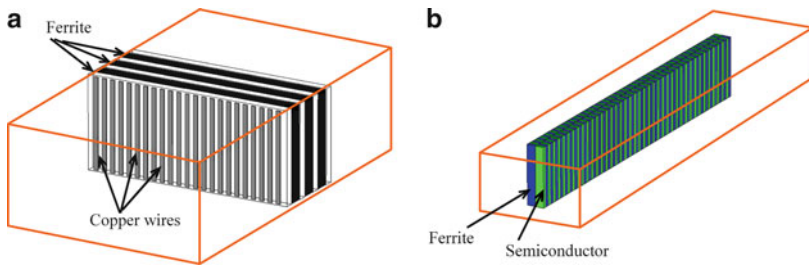 a
Ferrite
Copper wires
b
Ferrite
Semiconductor